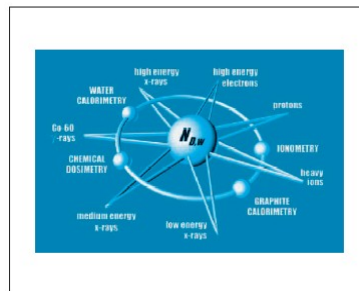 high energy
x-rays
high energy
electrons
WATER
CALORIMETRY
protons
Co-60
γ-rays
N D,w
IONOMETRY
CHEMICAL
DOSIMETRY
heavy
ions
GRAPHITE
CALORIMETRY
medium energy
x-rays
low energy
x-rays